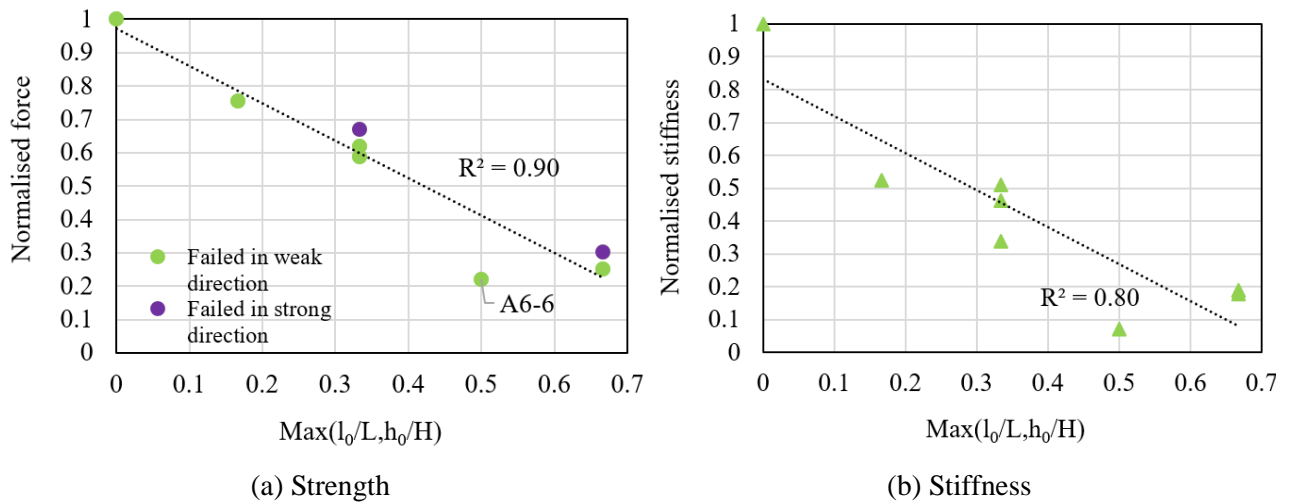 1
0.9
0.8
0.7
0.6
0.5
0.4
0.3
0.2
0.1
0
Normalised force
R² = 0.90
Failed in weak
direction
Failed in strong
direction
A6-6
0 0.1 0.2 0.3 0.4 0.5 0.6 0.7
Max(l₀/L,h₀/H)
(a) Strength
1
0.9
0.8
0.7
0.6
0.5
0.4
0.3
0.2
0.1
0
Normalised stiffness
R² = 0.80
0 0.1 0.2 0.3 0.4 0.5 0.6 0.7
Max(l₀/L,h₀/H)
(b) Stiffness